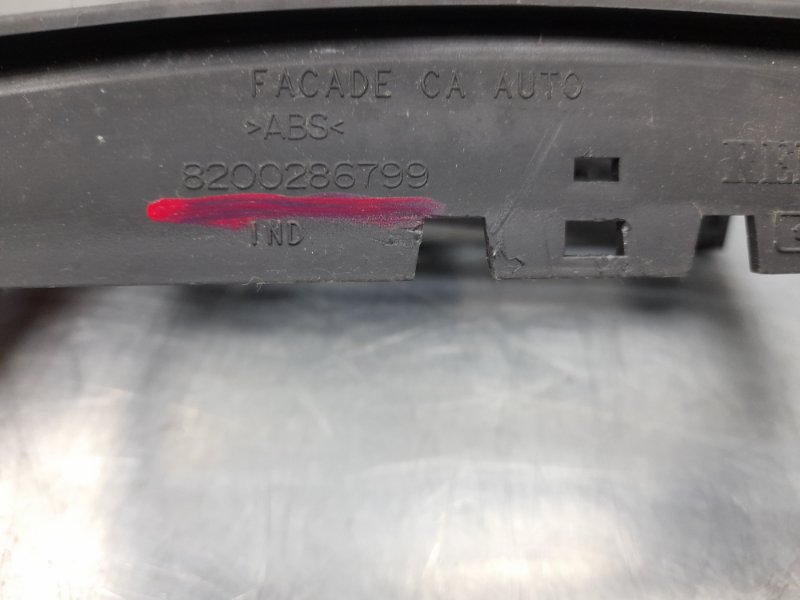 FACADE CA AUTO
>ABS<
8200286799
IND